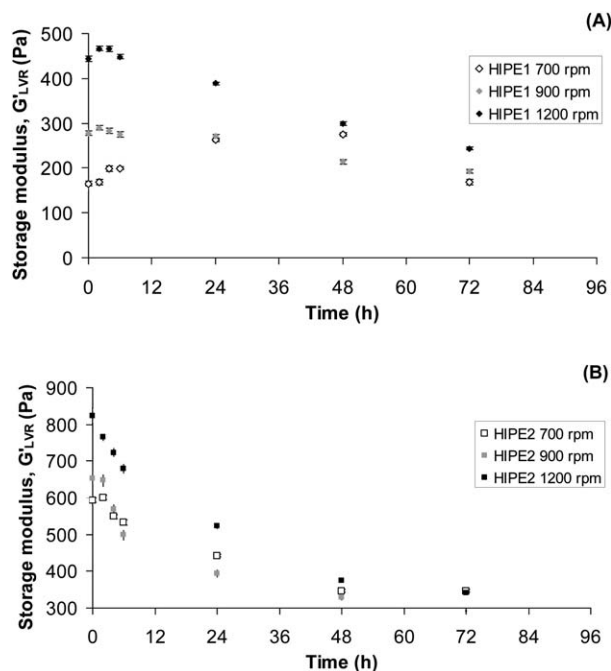 (A)
Storage modulus, G'LVR (Pa)
500
400
300
200
100
0
HIPE1 700 rpm
HIPE1 900 rpm
HIPE1 1200 rpm
0 12 24 36 48 60 72 84 96
Time (h)
(B)
Storage modulus, G'LVR (Pa)
900
800
700
600
500
400
300
HIPE2 700 rpm
HIPE2 900 rpm
HIPE2 1200 rpm
0 12 24 36 48 60 72 84 96
Time (h)